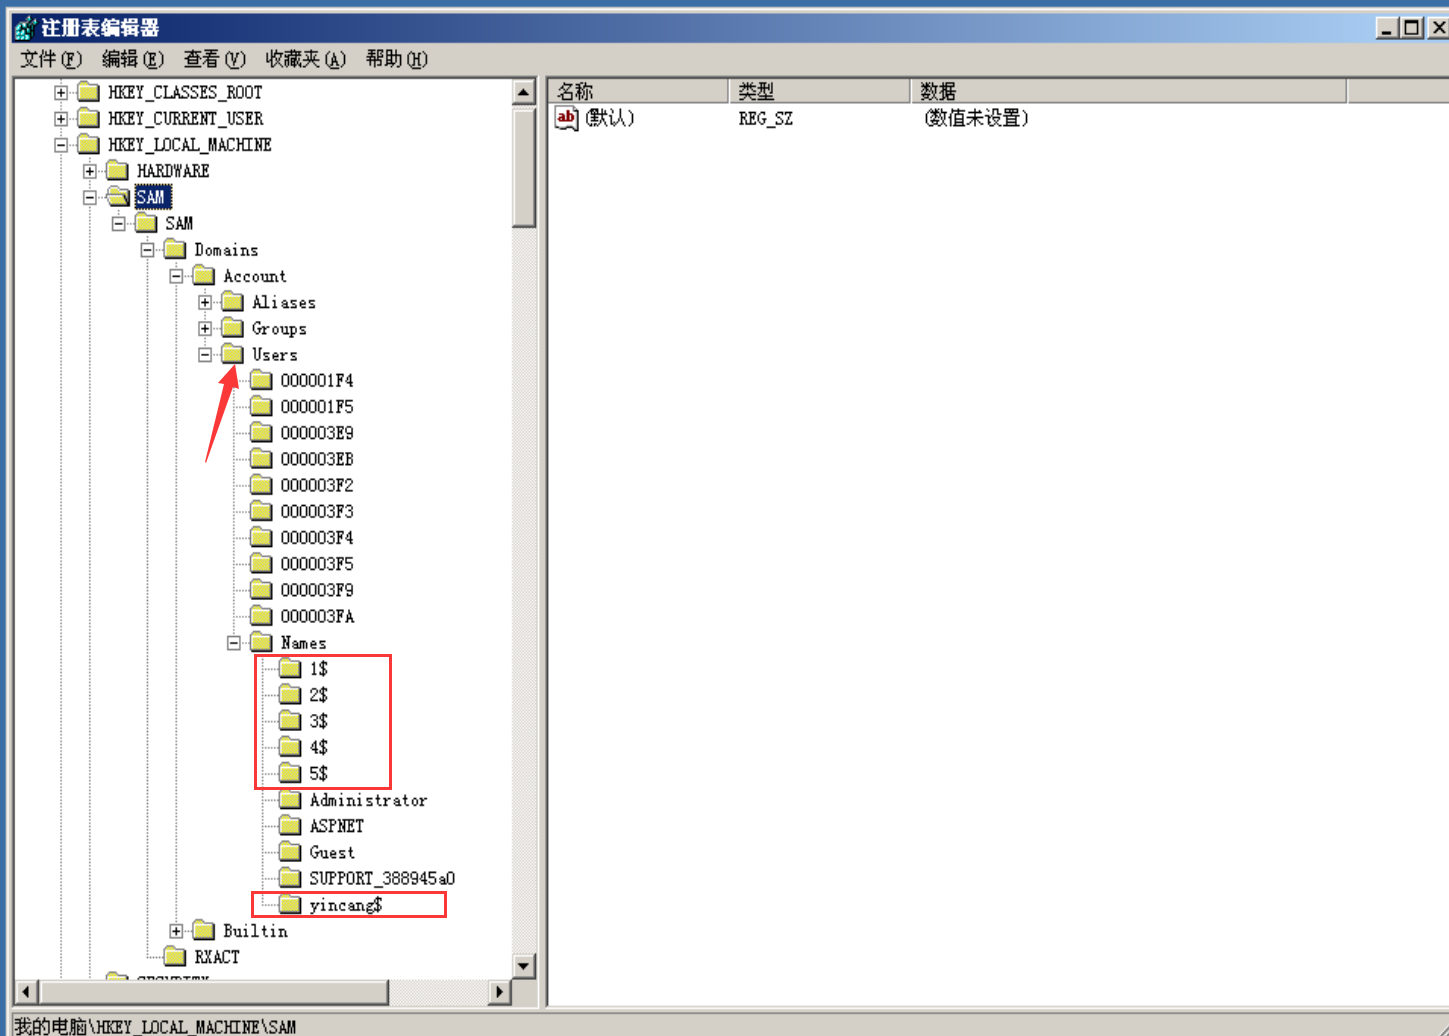 注册表编辑器
文件(F) 编辑(E) 查看(V) 收藏夹(A) 帮助(H)
HKEY_CLASSES_ROOT
HKEY_CURRENT_USER
HKEY_LOCAL_MACHINE
HARDWARE
SAM
SAM
Domains
Account
Aliases
Groups
Users
000001F4
000001F5
000003E9
000003EB
000003F2
000003F3
000003F4
000003F5
000003F9
000003FA
Names
1$
2$
3$
4$
5$
Administrator
ASPNET
Guest
SUPPORT_388945a0
yincang$
Builtin
RXACT
SECURITY
名称 类型 数据
ab (默认) REG_SZ (数值未设置)
我的电脑\HKEY_LOCAL_MACHINE\SAM